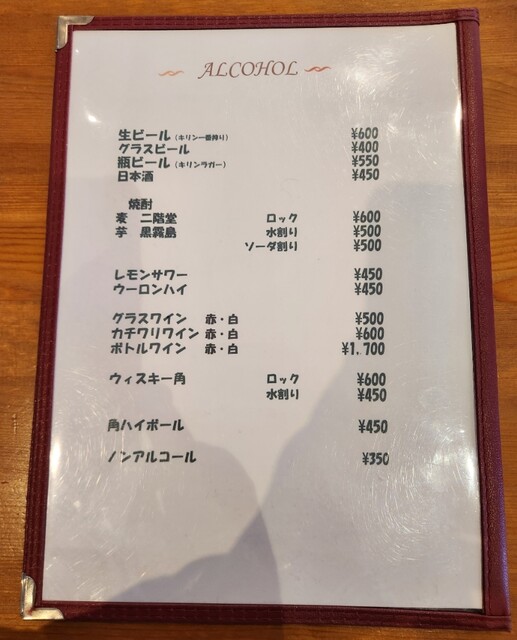 ALCOHOL
生ビール (キリン一番搾り) ¥600
グラスビール ¥400
瓶ビール (キリンラガー) ¥550
日本酒 ¥450
焼酎
麦 二階堂 ロック ¥600
芋 黒霧島 水割り ¥500
ソーダ割り ¥500
レモンサワー ¥450
ウーロンハイ ¥450
グラスワイン 赤・白 ¥500
カチワリワイン 赤・白 ¥600
ボトルワイン 赤・白 ¥1,700
ウィスキー角 ロック ¥600
水割り ¥450
角ハイボール ¥450
ノンアルコール ¥350